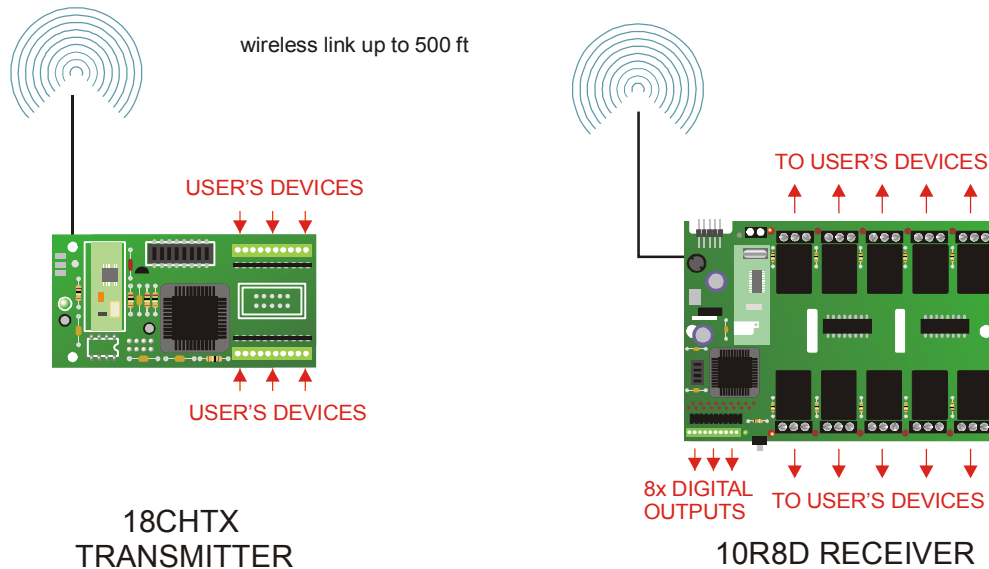 wireless link up to 500 ft
USER'S DEVICES
USER'S DEVICES
18CHTX
TRANSMITTER
TO USER'S DEVICES
8x DIGITAL
OUTPUTS
TO USER'S DEVICES
10R8D RECEIVER